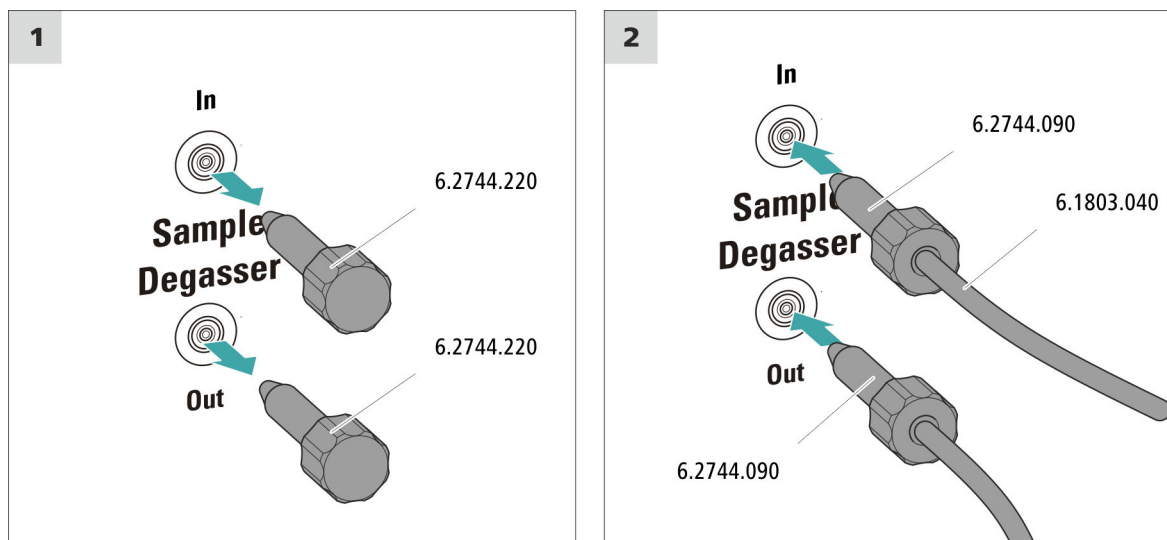 1
In
6.2744.220
Sample
Degasser
6.2744.220
Out
2
In
6.2744.090
6.1803.040
Sample
Degasser
Out
6.2744.090